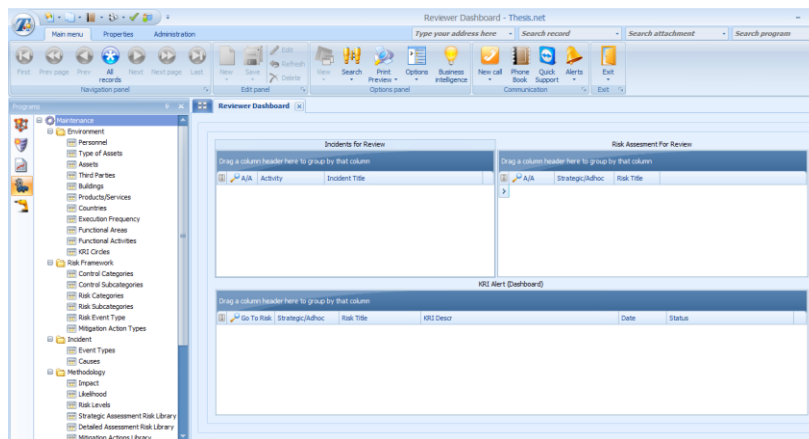 Reviewer Dashboard - Thesis.net
Main menu Properties Administration Type your address here Search record Search attachment Search program
First Prev page Prev All records Next Next page Last New Save Edit Refresh Delete View Search Print Preview Options Business intelligence New call Phone Book Quick Support Alerts Exit
Navigation panel Edit panel Options panel Communication Exit
Programs Reviewer Dashboard
Maintenance
Environment
Personnel
Type of Assets
Assets
Third Parties
Buildings
Products/Services
Countries
Execution Frequency
Functional Areas
Functional Activities
KRI Circles
Risk Framework
Control Categories
Control Subcategories
Risk Categories
Risk Subcategories
Risk Event Type
Mitigation Action Types
Incident
Event Types
Causes
Methodology
Impact
Likelihood
Risk Levels
Strategic Assessment Risk Library
Detailed Assessment Risk Library
Mitigation Actions Library
Incidents for Review
Drag a column header here to group by that column
A/A Activity Incident Title
Risk Assesment For Review
Drag a column header here to group by that column
A/A Strategic/Adhoc Risk Title
KRI Alert (Dashboard)
Drag a column header here to group by that column
Go To Risk Strategic/Adhoc Risk Title KRI Descr Date Status